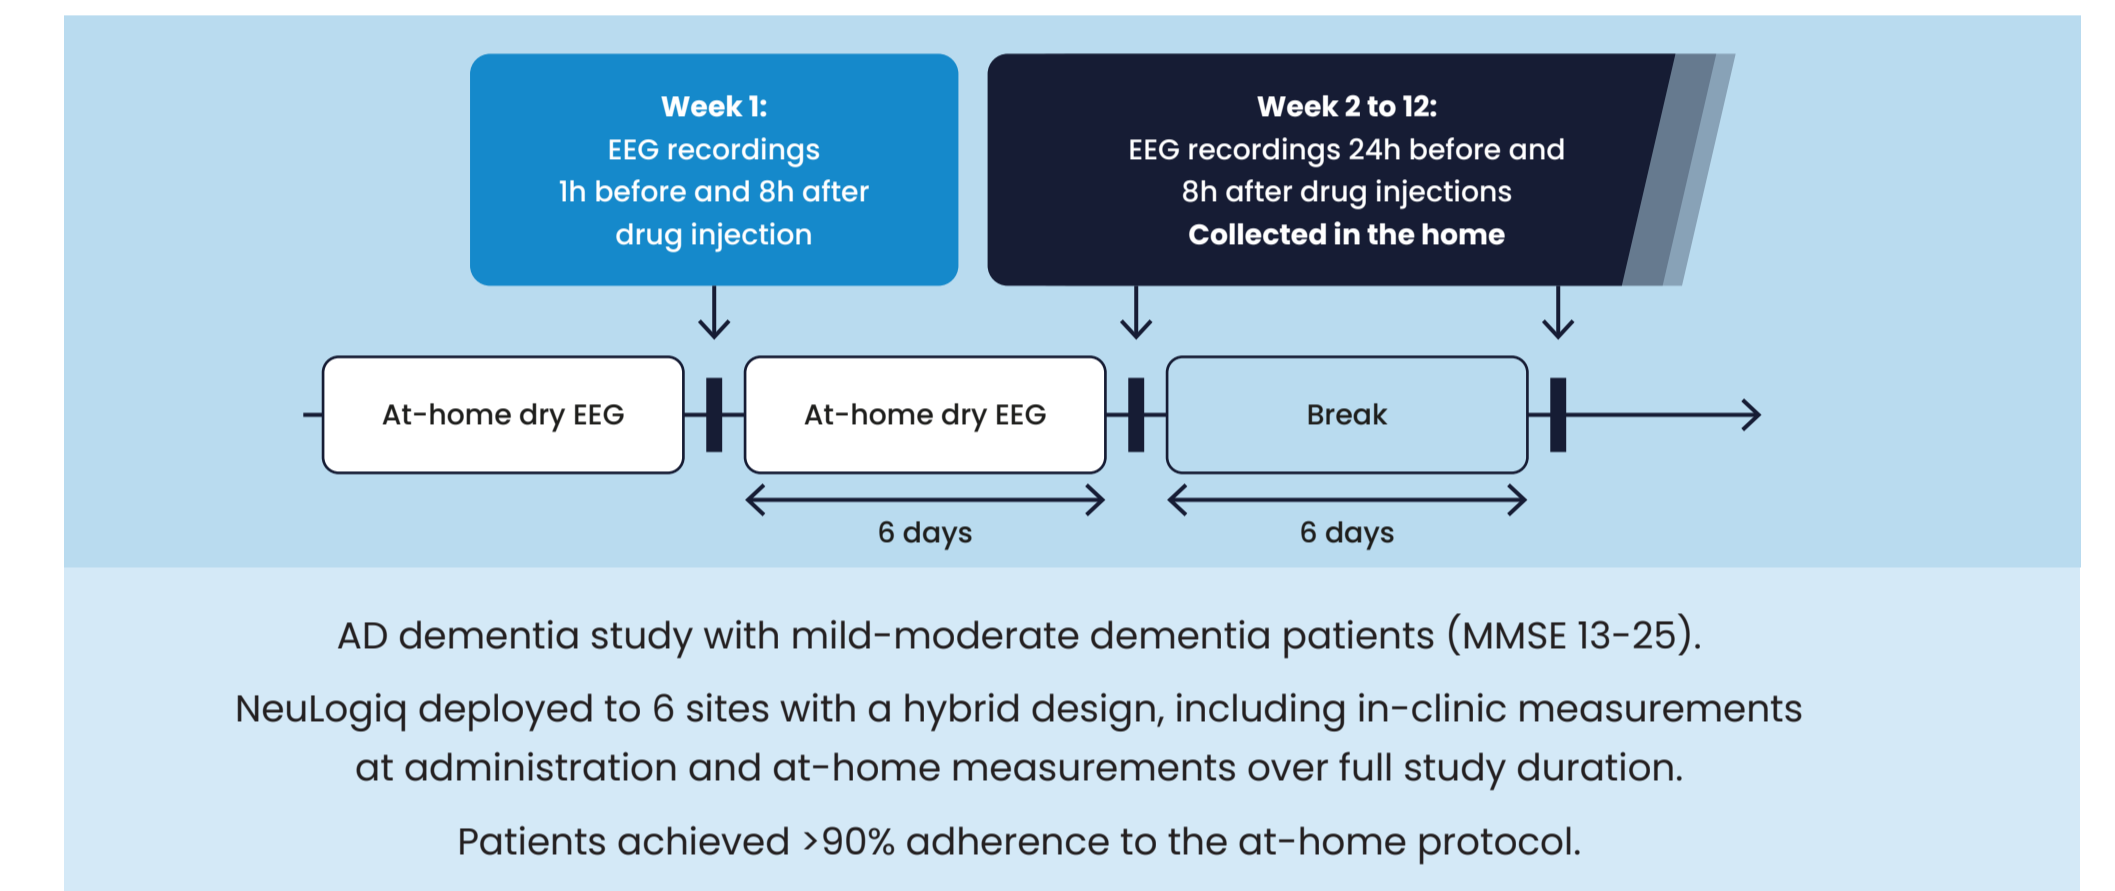 Week 1:
EEG recordings
1h before and 8h after
drug injection
Week 2 to 12:
EEG recordings 24h before and
8h after drug injections
Collected in the home
At-home dry EEG
At-home dry EEG
Break
6 days
6 days
AD dementia study with mild-moderate dementia patients (MMSE 13-25).
NeuLogiq deployed to 6 sites with a hybrid design, including in-clinic measurements
at administration and at-home measurements over full study duration.
Patients achieved >90% adherence to the at-home protocol.